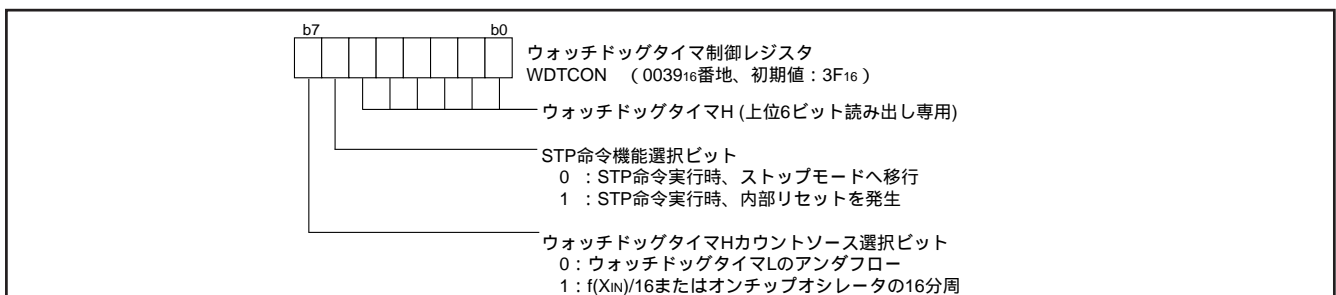 b7 b0
ウォッチドッグタイマ制御レジスタ
WDTCON （003916番地、初期値：3F16）
ウォッチドッグタイマH (上位6ビット読み出し専用)
STP命令機能選択ビット
0 ：STP命令実行時、ストップモードへ移行
1 ：STP命令実行時、内部リセットを発生
ウォッチドッグタイマHカウントソース選択ビット
0：ウォッチドッグタイマLのアンダフロー
1：f(XIN)/16またはオンチップオシレータの16分周